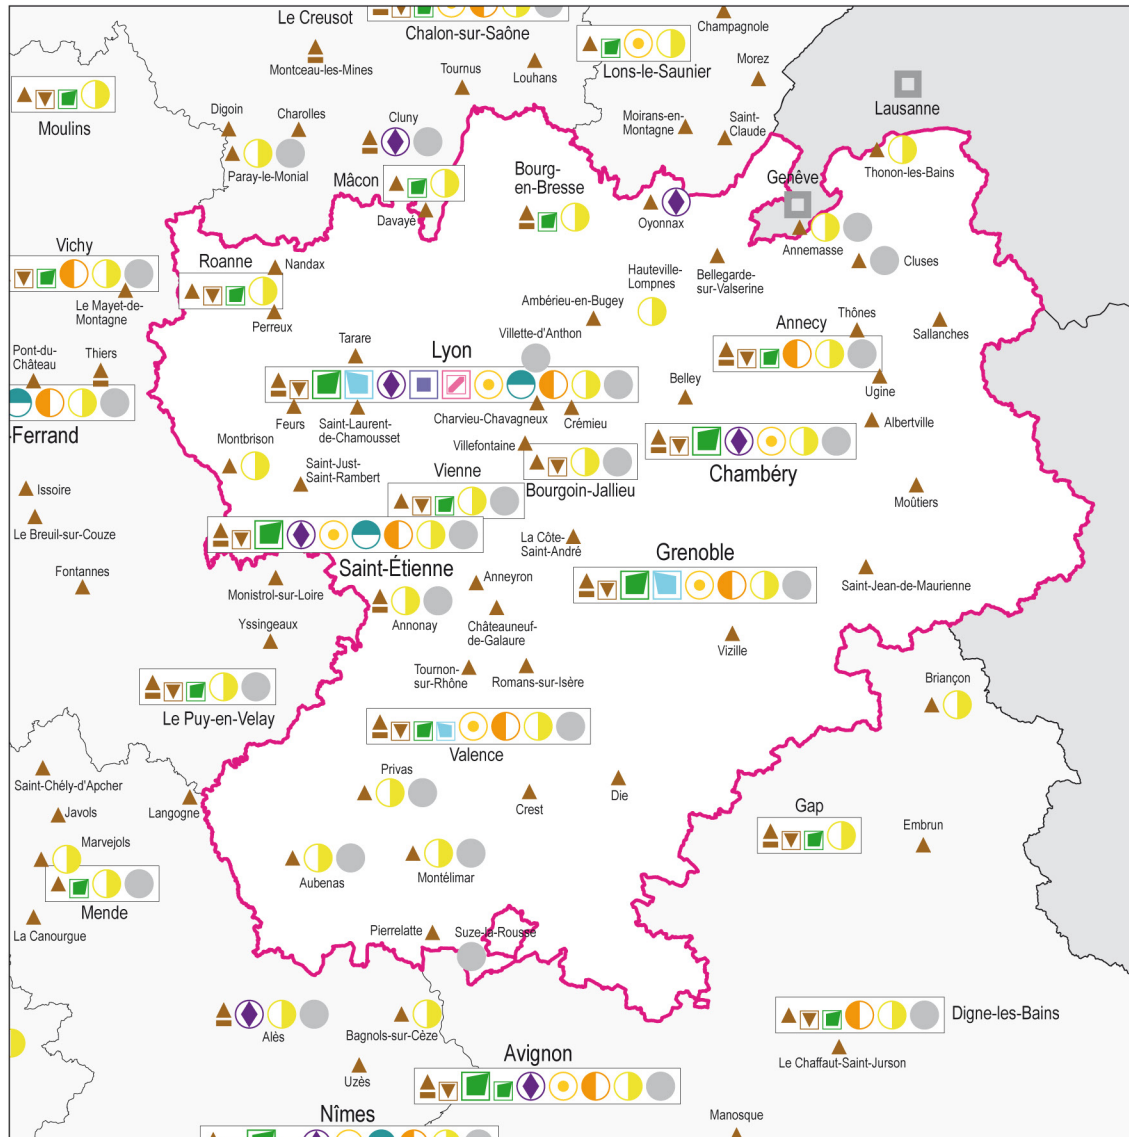 Le Creusot
Champagnole
Chalon-sur-Saône
Montceau-les-Mines
Tournus
Louhans
Lons-le-Saunier
Morez
Moulins
Digoin
Charolles
Cluny
Moirans-en-
Montagne
Saint-
Claude
Lausanne
Paray-le-Monial
Mâcon
Bourg-
en-Bresse
Thonon-les-Bains
Genêve
Davayé
Oyonnax
Annemasse
Vichy
Roanne
Nandax
Cluses
Bellegarde-
sur-Valserine
Hauteville-
Lompnes
Le Mayet-de-
Montagne
Perreux
Ambérieu-en-Bugey
Annecy
Thônes
Sallanches
Pont-du-
Château
Thiers
Tarare
Lyon
Villette-d'Anthon
Belley
Ugine
-Ferrand
Feurs
Saint-Laurent-
de-Chamousset
Charvieu-Chavagneux
Crémieu
Albertville
Montbrison
Villefontaine
Saint-Just-
Saint-Rambert
Vienne
Bourgoin-Jallieu
Chambéry
Issoire
Moûtiers
Le Breuil-sur-Couze
La Côte-
Saint-André
Grenoble
Fontannes
Saint-Étienne
Monistrol-sur-Loire
Anneyron
Saint-Jean-de-Maurienne
Annonay
Châteauneuf-
de-Galaure
Yssingeaux
Vizille
Tournon-
sur-Rhône
Romans-sur-Isère
Briançon
Le Puy-en-Velay
Valence
Saint-Chély-d'Apcher
Privas
Langogne
Crest
Die
Javols
Gap
Embrun
Marvejols
Aubenas
Montélimar
Mende
La Canourgue
Pierrelatte
Suze-la-Rousse
Alès
Bagnols-sur-Cèze
Digne-les-Bains
Le Chaffaut-Saint-Jurson
Avignon
Uzès
Nîmes
Manosque